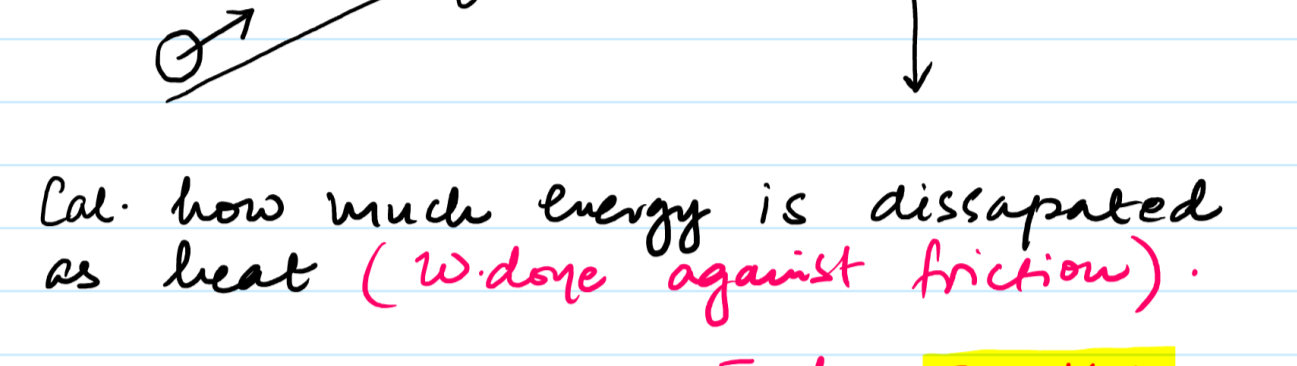 Cal. how much energy is dissapated
as heat (W.done against friction).